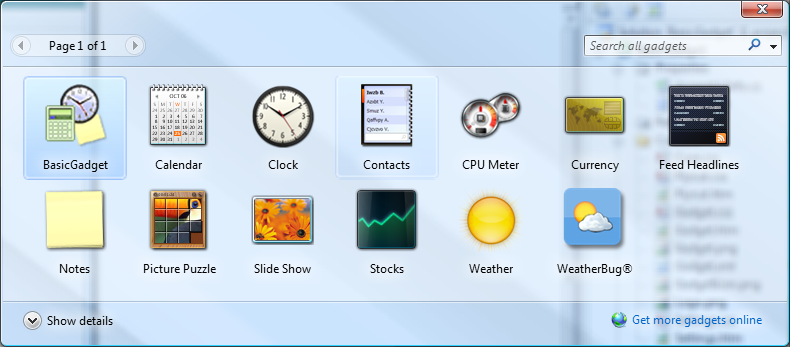 Page 1 of 1
Search all gadgets
BasicGadget
OCT 06
Calendar
Clock
Contacts
CPU Meter
Currency
Feed Headlines
Notes
Picture Puzzle
Slide Show
Stocks
Weather
WeatherBug®
Show details
Get more gadgets online